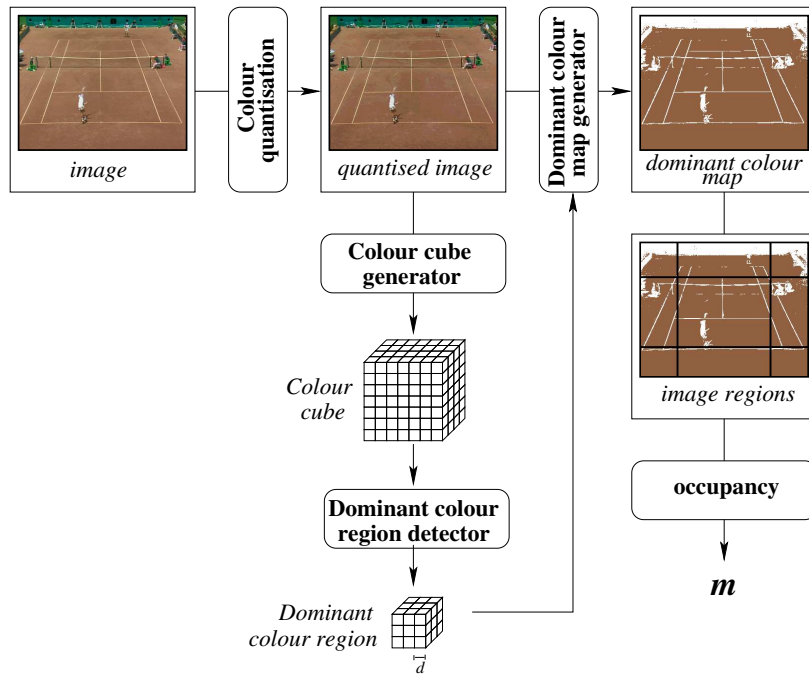 image
Colour
quantisation
quantised image
Dominant colour
map generator
dominant colour
map
Colour cube
generator
Colour
cube
Dominant colour
region detector
Dominant
colour region
d
image regions
occupancy
m